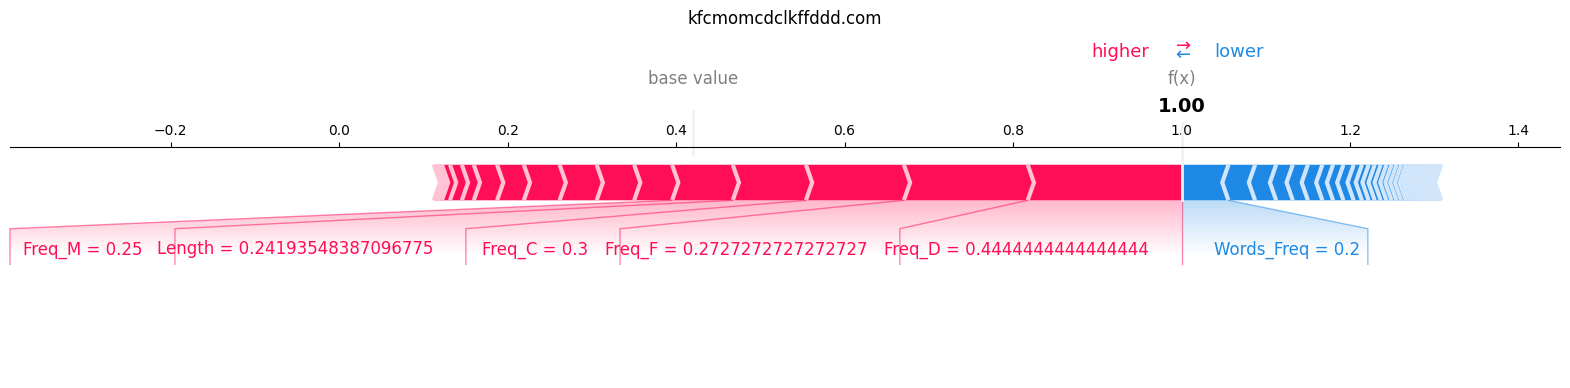 kfcmomcdclkffddd.com
higher ⇄ lower
base value f(x)
1.00
−0.2 0.0 0.2 0.4 0.6 0.8 1.0 1.2 1.4
Freq_M = 0.25 Length = 0.24193548387096775 Freq_C = 0.3 Freq_F = 0.2727272727272727 Freq_D = 0.4444444444444444 Words_Freq = 0.2